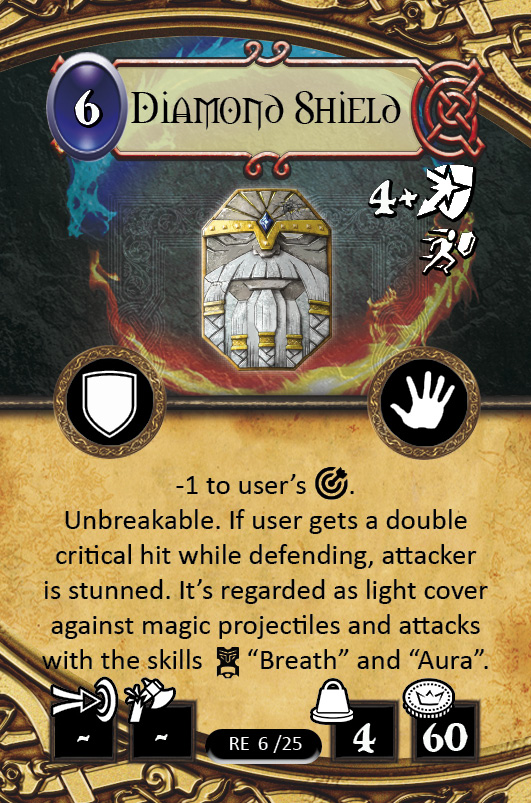 6 Diamond Shield
4+
-1 to user's .
Unbreakable. If user gets a double
critical hit while defending, attacker
is stunned. It's regarded as light cover
against magic projectiles and attacks
with the skills “Breath” and “Aura”.
~ ~ RE 6 /25 4 60